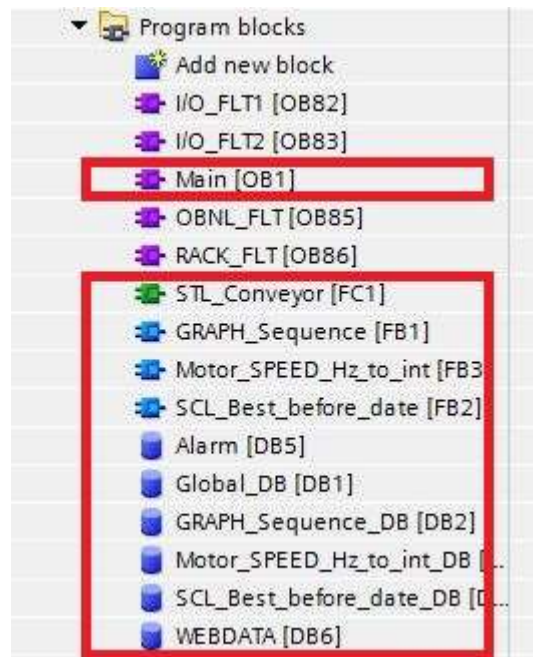 Program blocks
Add new block
I/O_FLT1 [OB82]
I/O_FLT2 [OB83]
Main [OB1]
OBNL_FLT [OB85]
RACK_FLT [OB86]
STL_Conveyor [FC1]
GRAPH_Sequence [FB1]
Motor_SPEED_Hz_to_int [FB3
SCL_Best_before_date [FB2]
Alarm [DB5]
Global_DB [DB1]
GRAPH_Sequence_DB [DB2]
Motor_SPEED_Hz_to_int_DB [...
SCL_Best_before_date_DB [D...
WEBDATA [DB6]